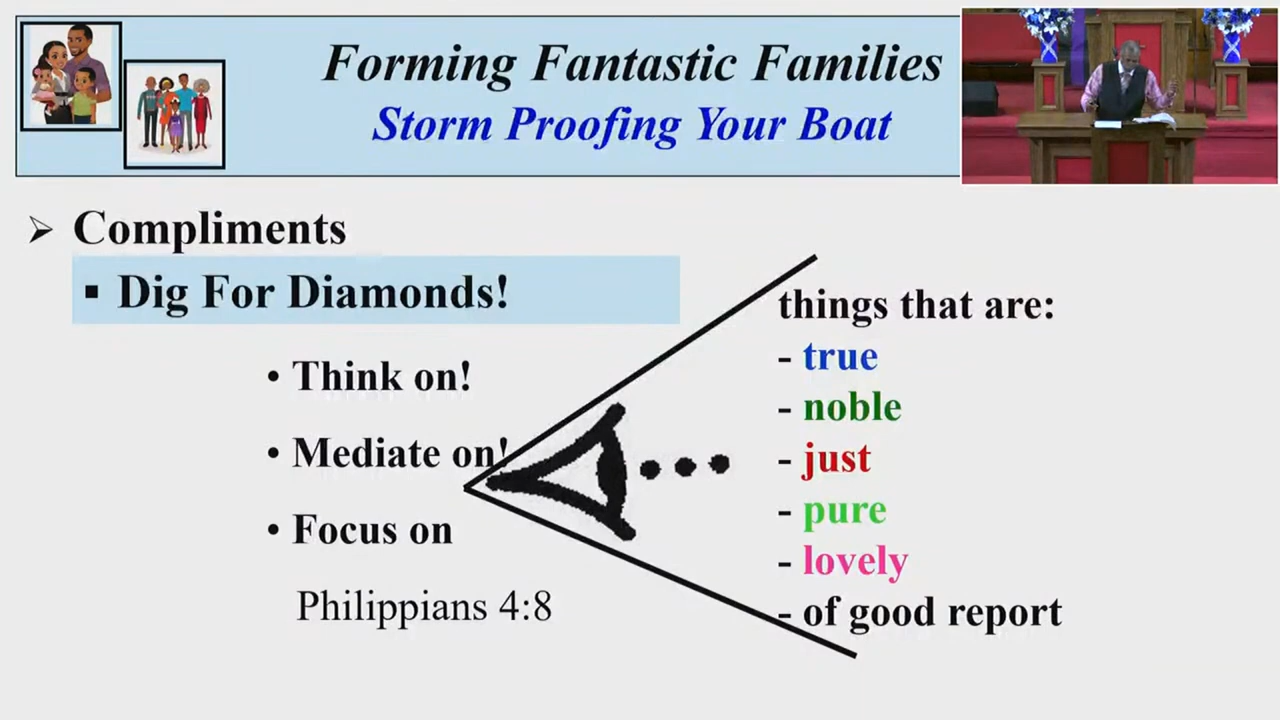 Forming Fantastic Families
Storm Proofing Your Boat
➢ Compliments
▪ Dig For Diamonds!
• Think on!
• Mediate on!
• Focus on
Philippians 4:8
things that are:
- true
- noble
- just
- pure
- lovely
- of good report